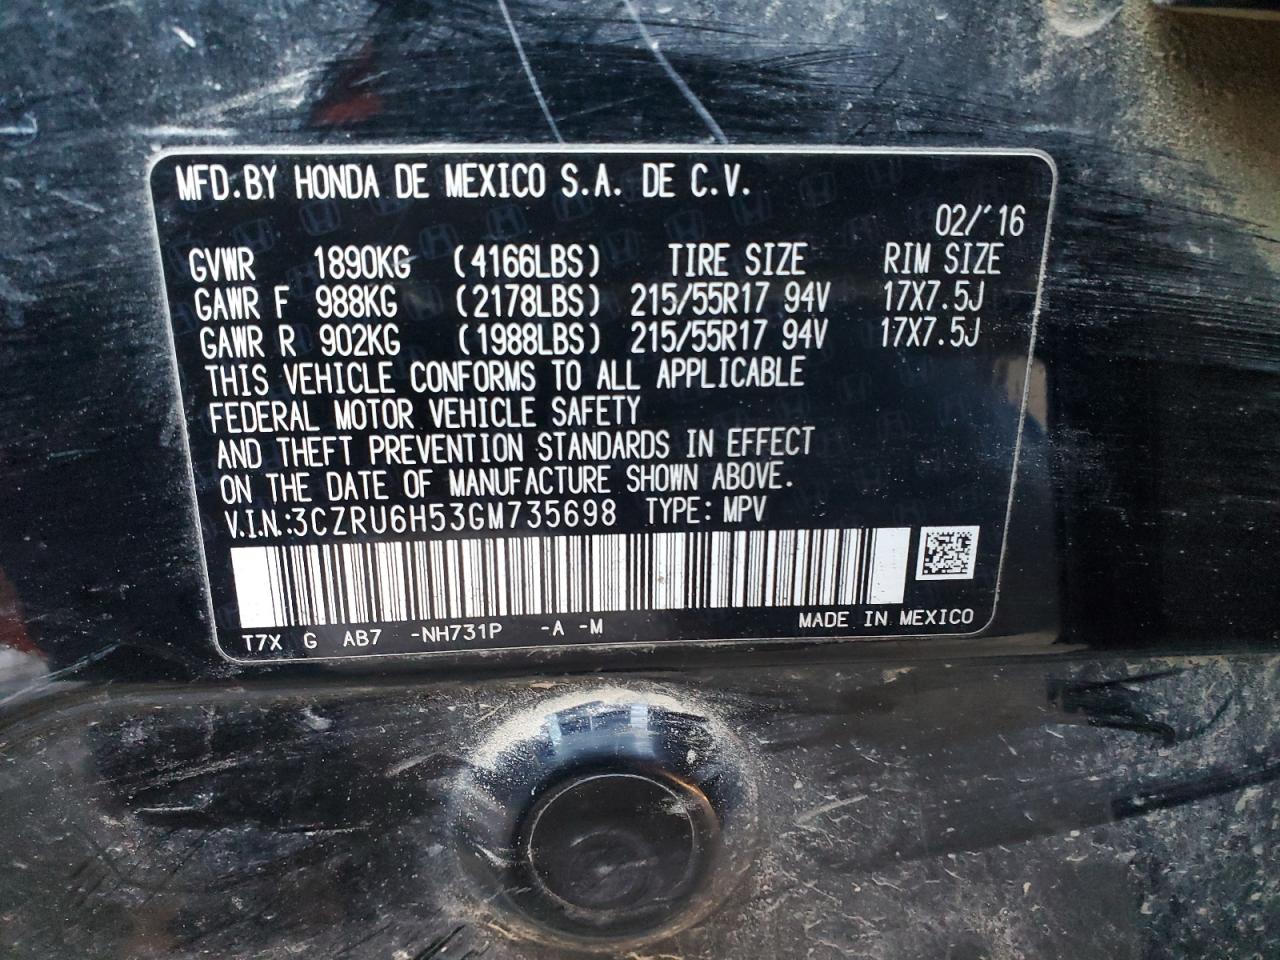 MFD.BY HONDA DE MEXICO S.A. DE C.V.
02/'16
GVWR 1890KG (4166LBS) TIRE SIZE RIM SIZE
GAWR F 988KG (2178LBS) 215/55R17 94V 17X7.5J
GAWR R 902KG (1988LBS) 215/55R17 94V 17X7.5J
THIS VEHICLE CONFORMS TO ALL APPLICABLE
FEDERAL MOTOR VEHICLE SAFETY
AND THEFT PREVENTION STANDARDS IN EFFECT
ON THE DATE OF MANUFACTURE SHOWN ABOVE.
V.I.N.:3CZRU6H53GM735698 TYPE: MPV
T7X G AB7 -NH731P -A -M MADE IN MEXICO